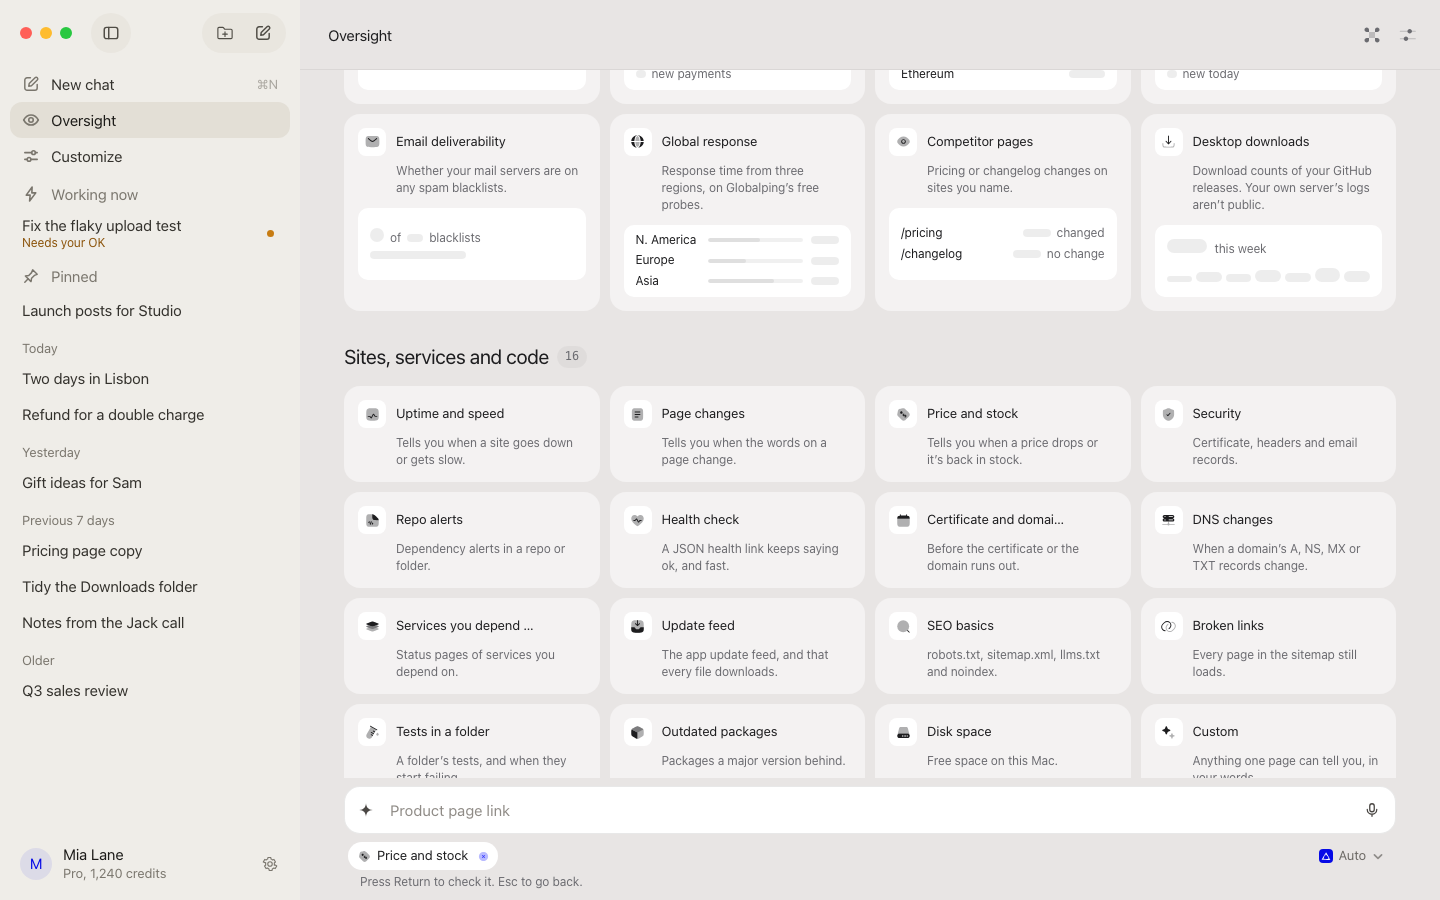 New chat
⌘N
Oversight
Customize
Working now
Fix the flaky upload test
Needs your OK
Pinned
Launch posts for Studio
Today
Two days in Lisbon
Refund for a double charge
Yesterday
Gift ideas for Sam
Previous 7 days
Pricing page copy
Tidy the Downloads folder
Notes from the Jack call
Older
Q3 sales review
M
Mia Lane
Pro, 1,240 credits
Oversight
new payments
Ethereum
new today
Email deliverability
Whether your mail servers are on
any spam blacklists.
of blacklists
Global response
Response time from three
regions, on Globalping's free
probes.
N. America
Europe
Asia
Competitor pages
Pricing or changelog changes on
sites you name.
/pricing changed
/changelog no change
Desktop downloads
Download counts of your GitHub
releases. Your own server's logs
aren't public.
this week
Sites, services and code 16
Uptime and speed
Tells you when a site goes down
or gets slow.
Page changes
Tells you when the words on a
page change.
Price and stock
Tells you when a price drops or
it's back in stock.
Security
Certificate, headers and email
records.
Repo alerts
Dependency alerts in a repo or
folder.
Health check
A JSON health link keeps saying
ok, and fast.
Certificate and domai...
Before the certificate or the
domain runs out.
DNS changes
When a domain's A, NS, MX or
TXT records change.
Services you depend ...
Status pages of services you
depend on.
Update feed
The app update feed, and that
every file downloads.
SEO basics
robots.txt, sitemap.xml, llms.txt
and noindex.
Broken links
Every page in the sitemap still
loads.
Tests in a folder
A folder's tests, and when they
start failing.
Outdated packages
Packages a major version behind.
Disk space
Free space on this Mac.
Custom
Anything one page can tell you, in
your words.
Product page link
Price and stock
Auto
Press Return to check it. Esc to go back.